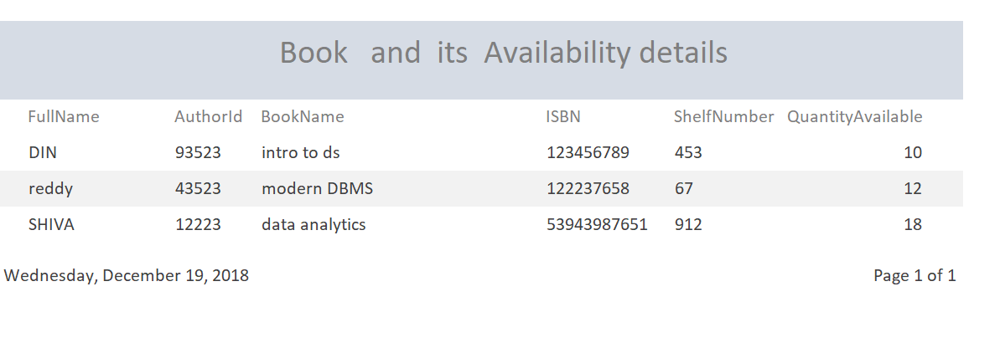 Book and its Availability details
FullName AuthorId BookName ISBN ShelfNumber QuantityAvailable
DIN 93523 intro to ds 123456789 453 10
reddy 43523 modern DBMS 122237658 67 12
SHIVA 12223 data analytics 53943987651 912 18
Wednesday, December 19, 2018 Page 1 of 1